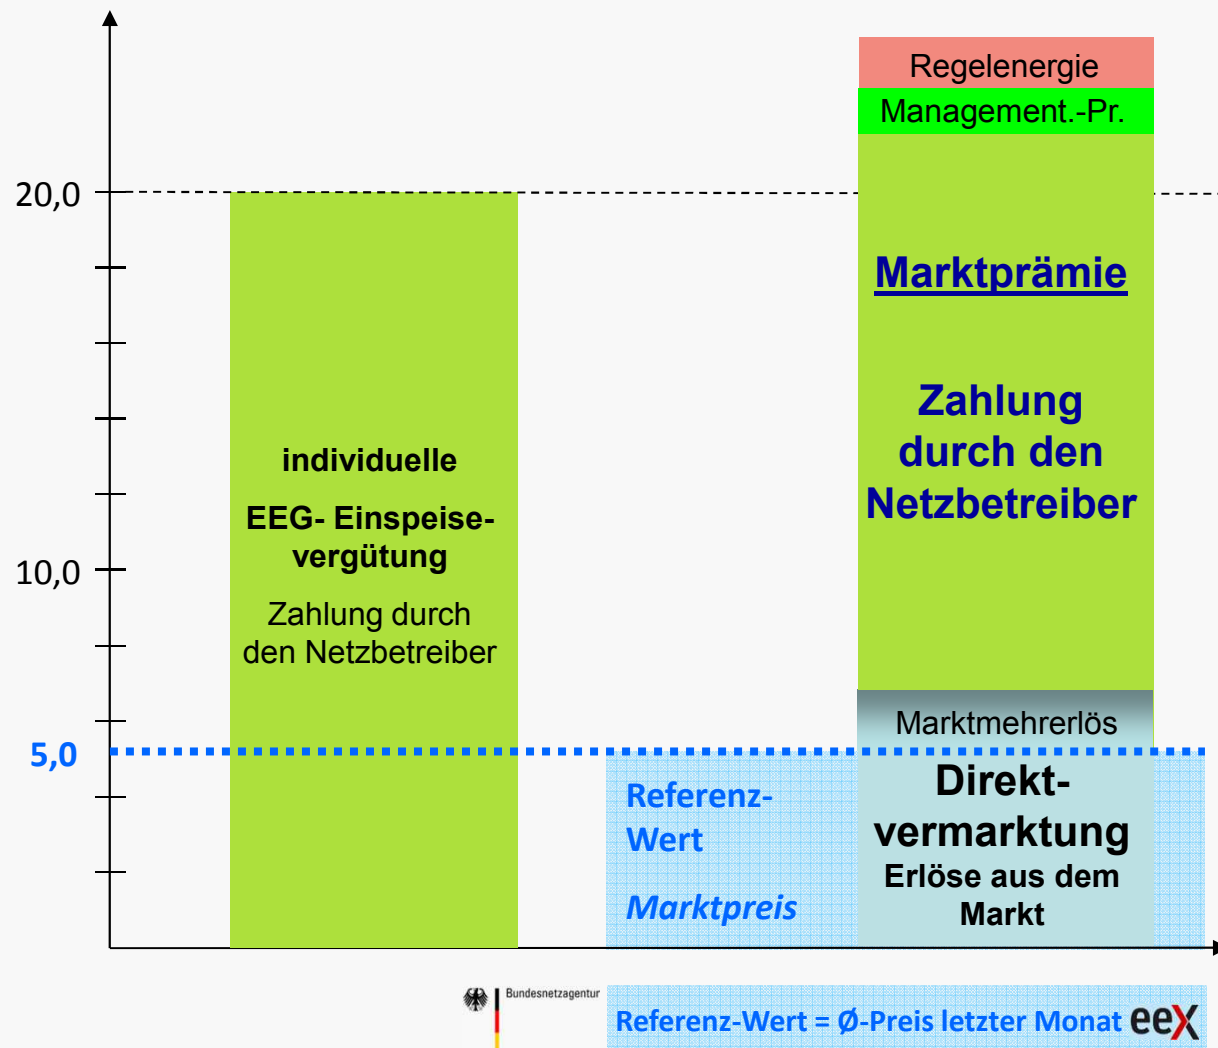 Regelenergie
Management.-Pr.
20,0
Marktprämie
Zahlung
durch den
Netzbetreiber
individuelle
EEG- Einspeise-
vergütung
Zahlung durch
den Netzbetreiber
10,0
Marktmehrerlös
5,0
Referenz-
Wert
Marktpreis
Direkt-
vermarktung
Erlöse aus dem
Markt
Bundesnetzagentur
Referenz-Wert = Ø-Preis letzter Monat eex